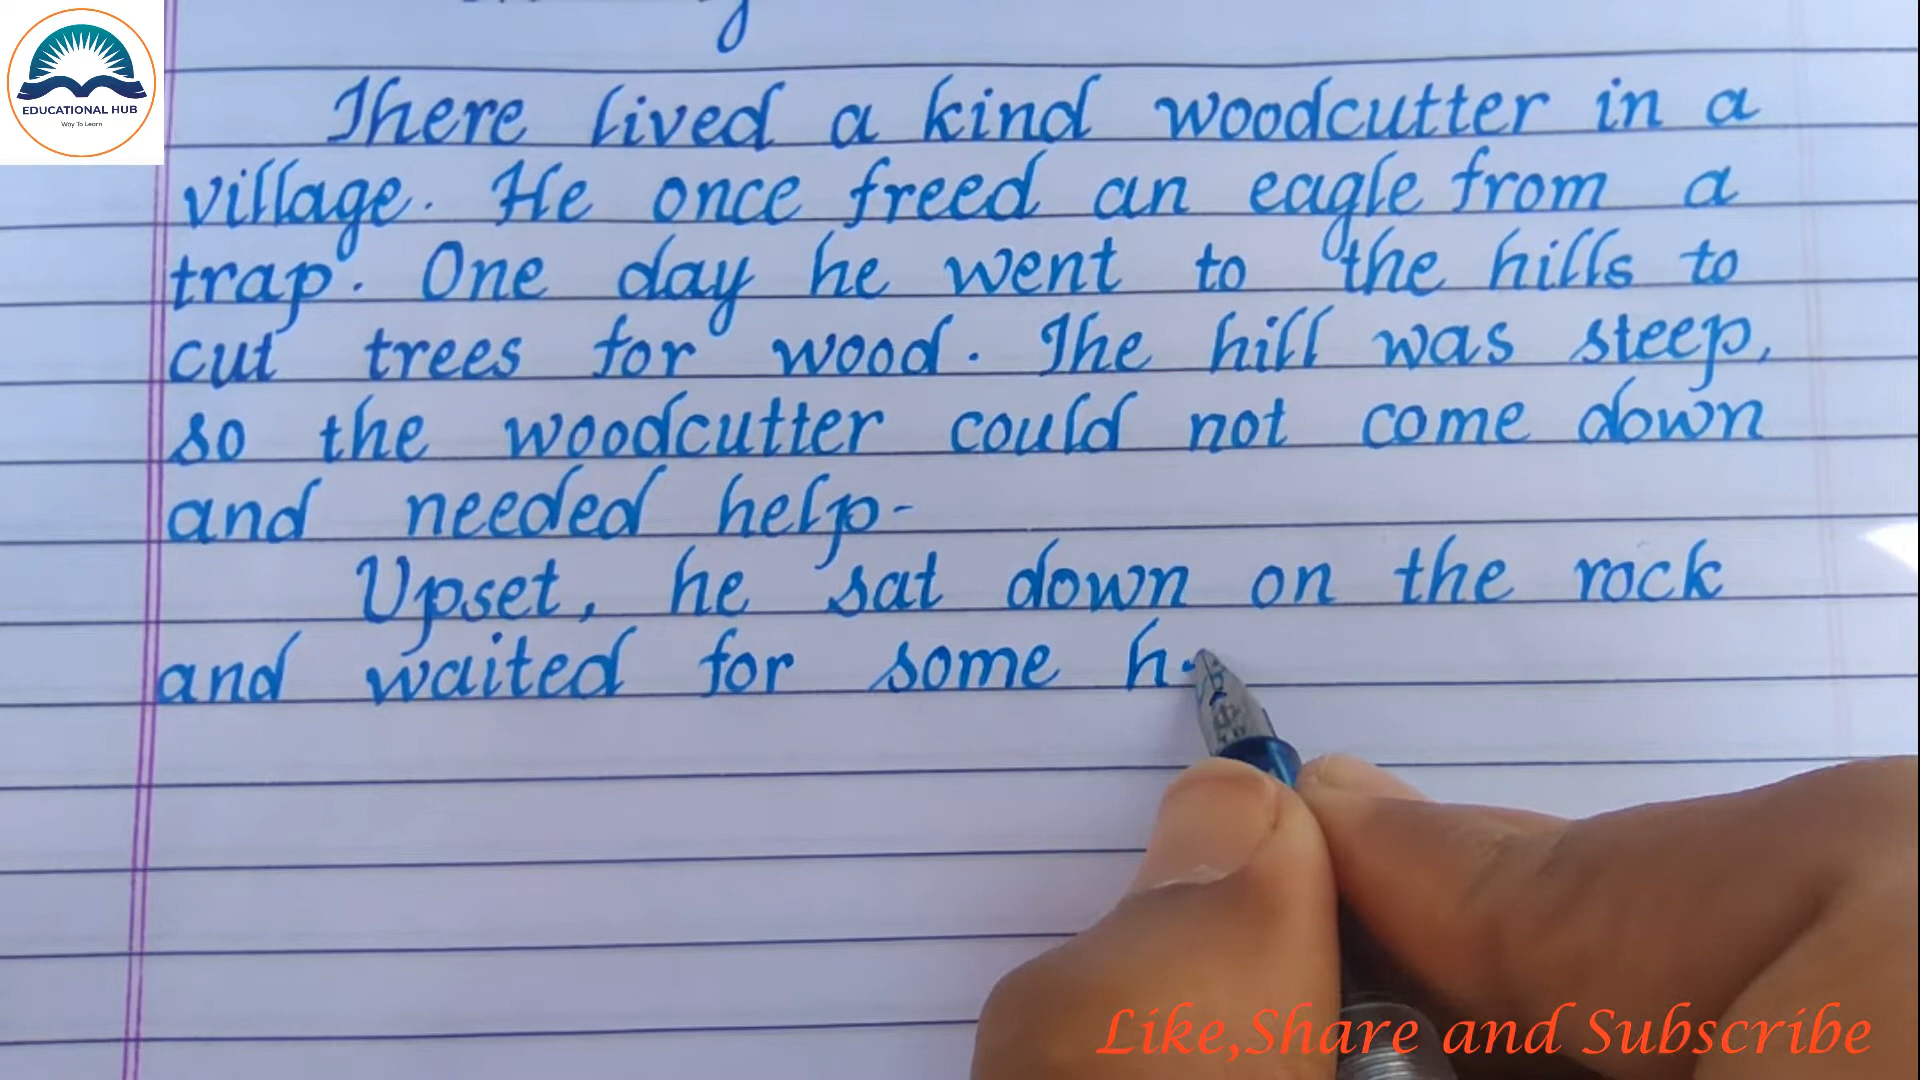 EDUCATIONAL HUB
Way To Learn
There lived a kind woodcutter in a
village. He once freed an eagle from a
trap. One day he went to the hills to
cut trees for wood. The hill was steep,
so the woodcutter could not come down
and needed help-
Upset, he sat down on the rock
and waited for some h
Like,Share and Subscribe